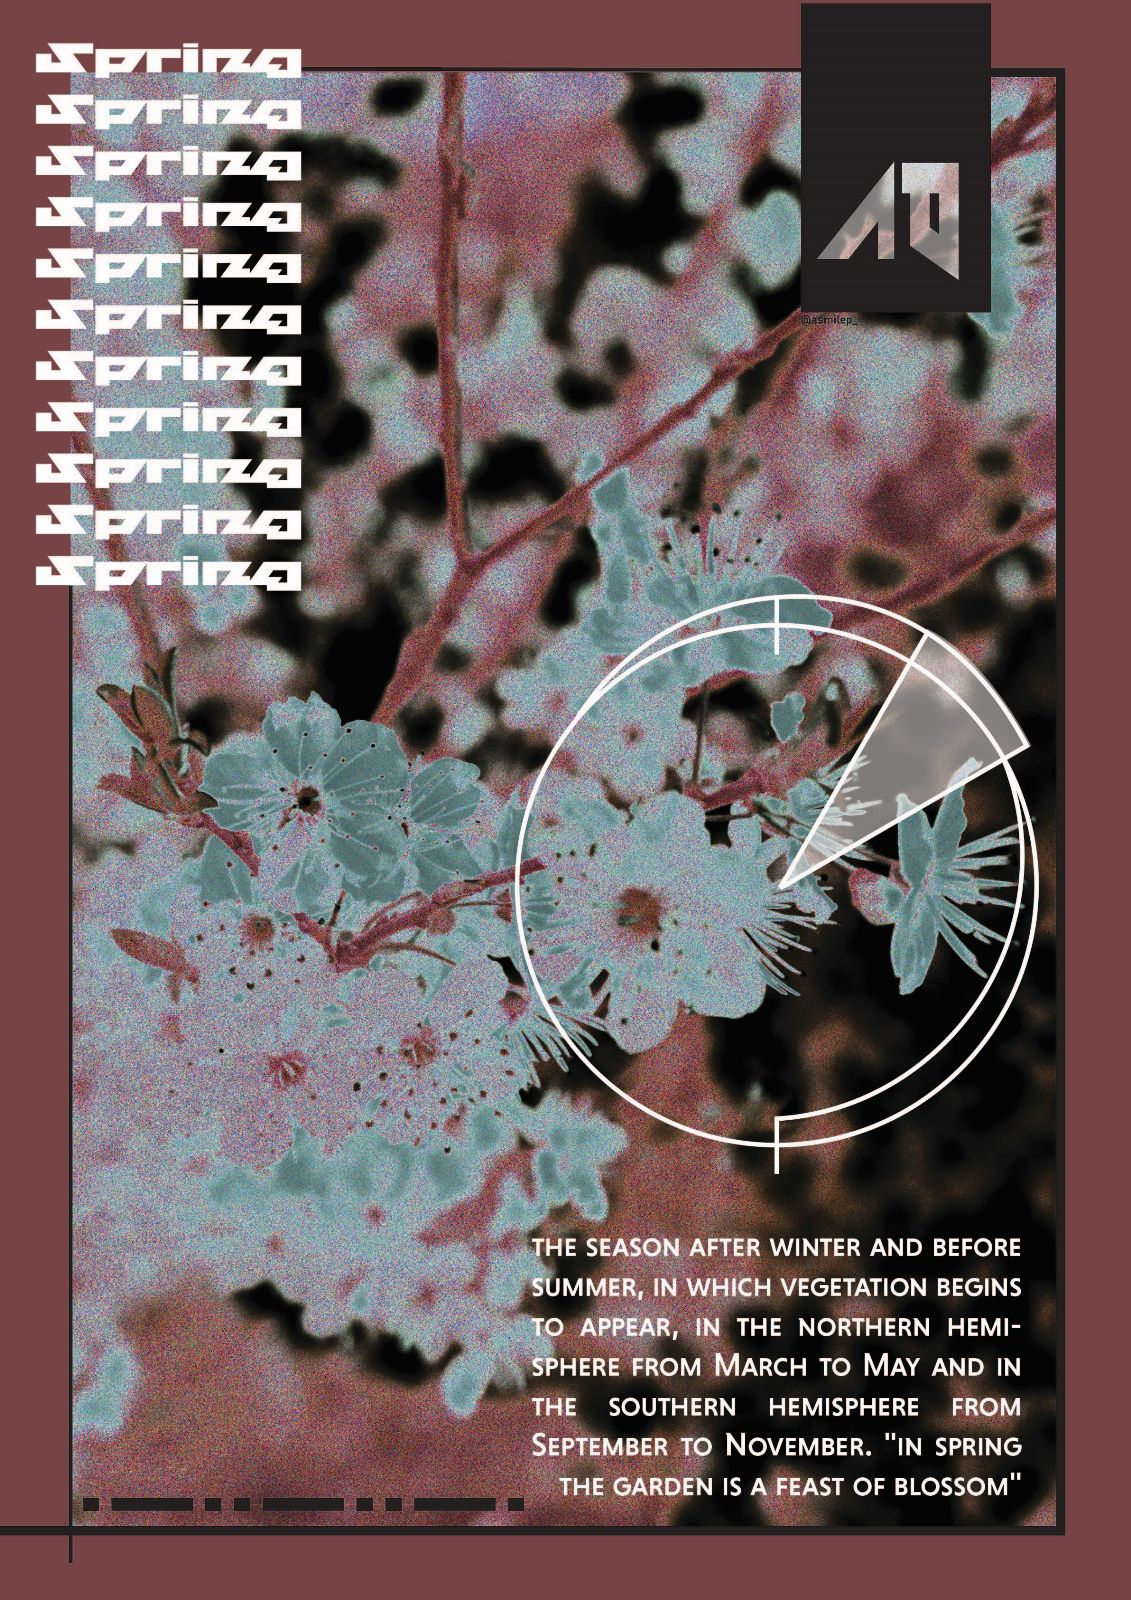 Spring
Spring
Spring
Spring
Spring
Spring
Spring
Spring
Spring
Spring
Spring
AP
@asmilep_
THE SEASON AFTER WINTER AND BEFORE
SUMMER, IN WHICH VEGETATION BEGINS
TO APPEAR, IN THE NORTHERN HEMI-
SPHERE FROM MARCH TO MAY AND IN
THE SOUTHERN HEMISPHERE FROM
SEPTEMBER TO NOVEMBER. "IN SPRING
THE GARDEN IS A FEAST OF BLOSSOM"